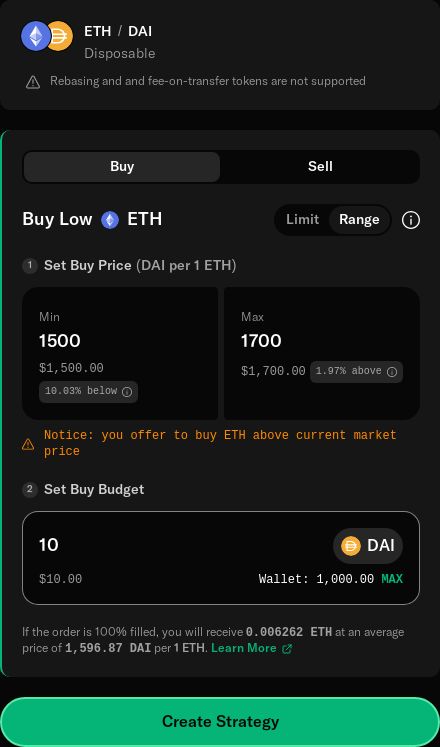 ETH / DAI
Disposable
Rebasing and and fee-on-transfer tokens are not supported
Buy
Sell
Buy Low ETH
Limit
Range
1 Set Buy Price (DAI per 1 ETH)
Min
1500
$1,500.00
10.03% below
Max
1700
$1,700.00 1.97% above
Notice: you offer to buy ETH above current market
price
2 Set Buy Budget
10
DAI
$10.00
Wallet: 1,000.00 MAX
If the order is 100% filled, you will receive 0.006262 ETH at an average
price of 1,596.87 DAI per 1 ETH. Learn More
Create Strategy